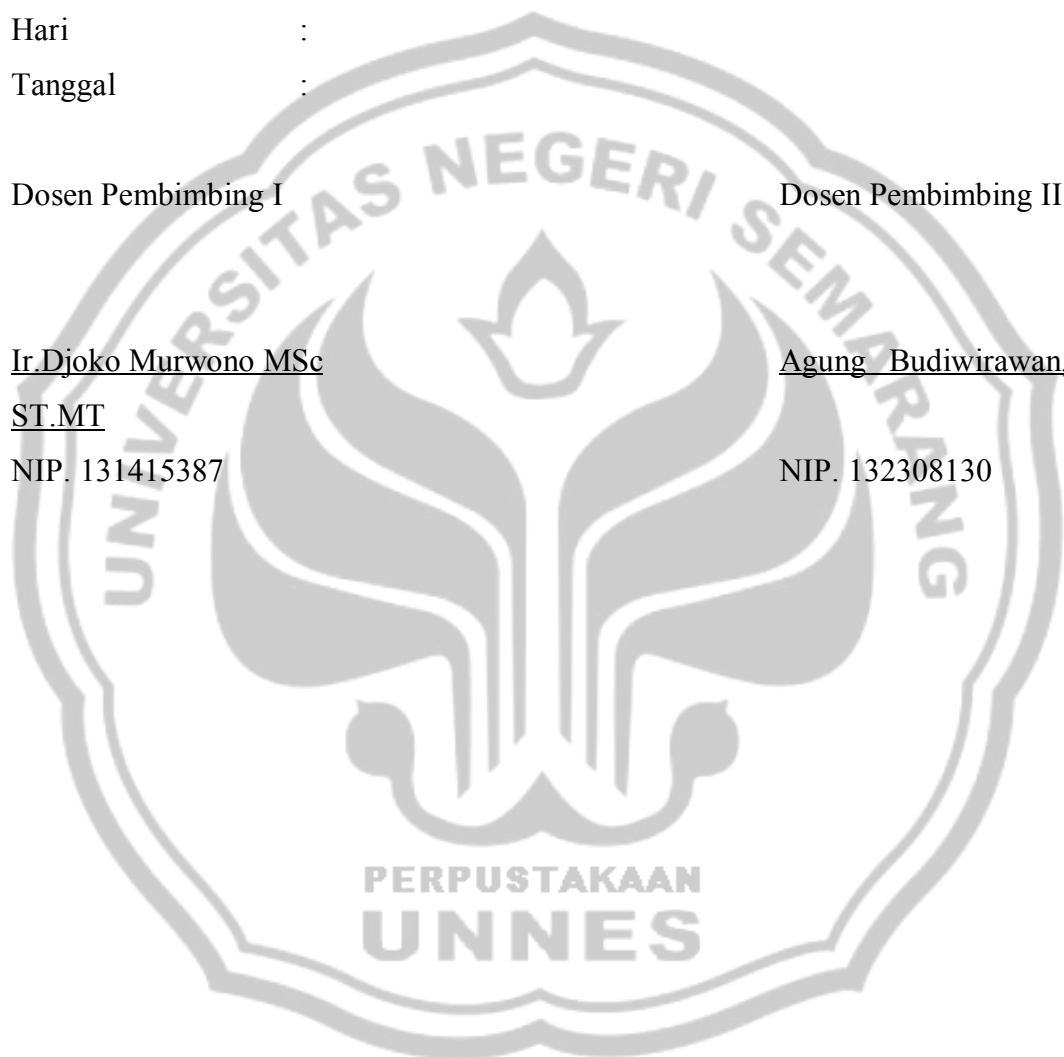 Hari :
Tanggal :
Dosen Pembimbing I Dosen Pembimbing II
Ir.Djoko Murwono MSc Agung Budiwirawan,
ST.MT
NIP. 131415387 NIP. 132308130
UNIVERSITAS NEGERI SEMARANG
PERPUSTAKAAN
UNNES